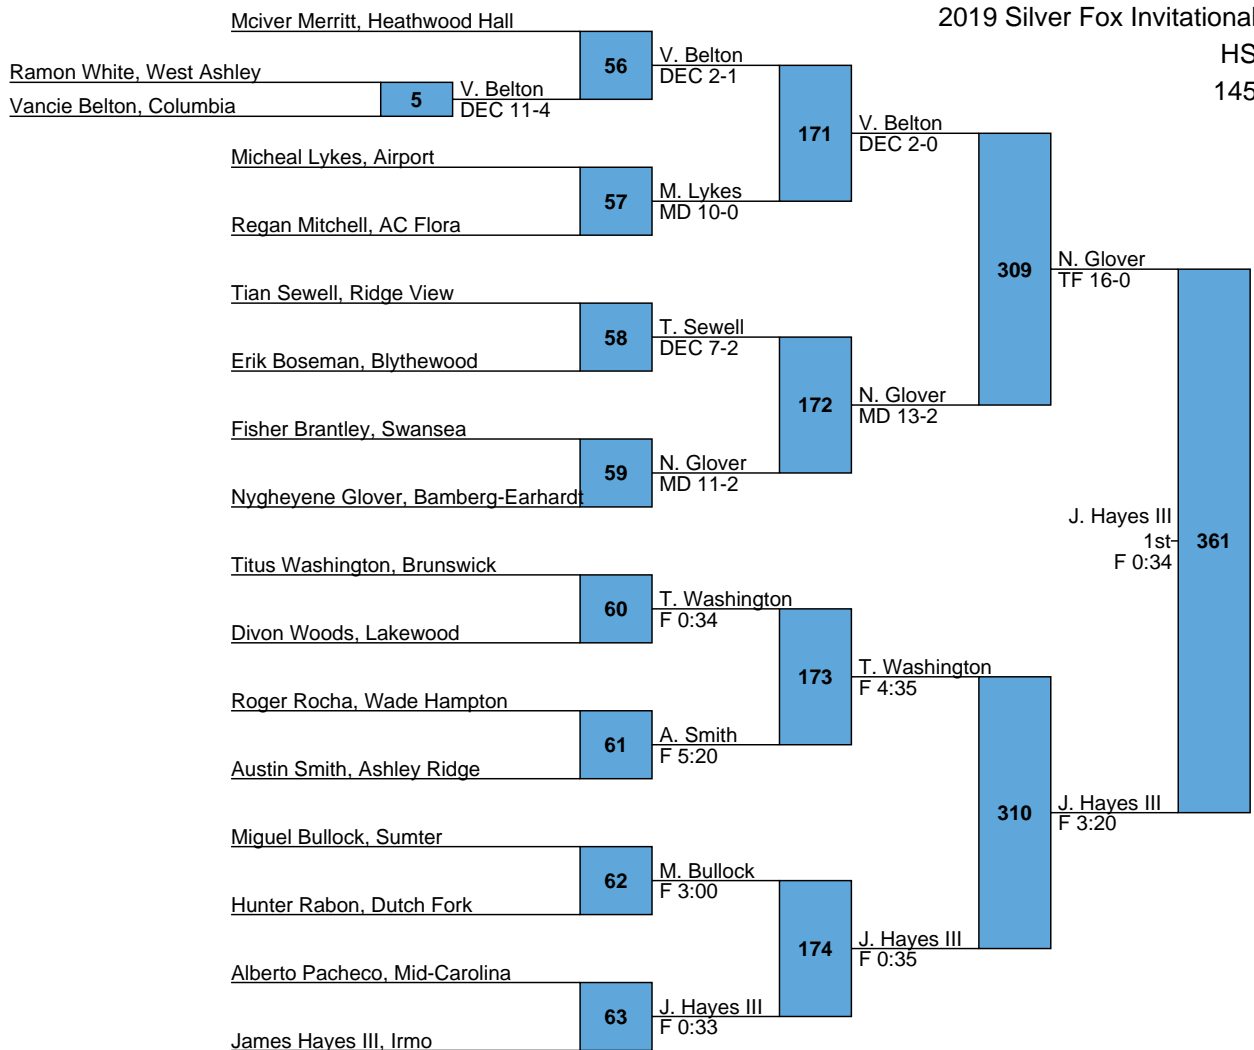 2019 Silver Fox Invitational
HS
145
Mciver Merritt, Heathwood Hall
56
V. Belton
DEC 2-1
Ramon White, West Ashley
5
V. Belton
DEC 11-4
Vancie Belton, Columbia
171
V. Belton
DEC 2-0
Micheal Lykes, Airport
57
M. Lykes
MD 10-0
Regan Mitchell, AC Flora
309
N. Glover
TF 16-0
Tian Sewell, Ridge View
58
T. Sewell
DEC 7-2
Erik Boseman, Blythewood
172
N. Glover
MD 13-2
Fisher Brantley, Swansea
59
N. Glover
MD 11-2
Nygheyene Glover, Bamberg-Earhardt
J. Hayes III
1st
F 0:34
361
Titus Washington, Brunswick
60
T. Washington
F 0:34
Divon Woods, Lakewood
173
T. Washington
F 4:35
Roger Rocha, Wade Hampton
61
A. Smith
F 5:20
Austin Smith, Ashley Ridge
310
J. Hayes III
F 3:20
Miguel Bullock, Sumter
62
M. Bullock
F 3:00
Hunter Rabon, Dutch Fork
174
J. Hayes III
F 0:35
Alberto Pacheco, Mid-Carolina
63
J. Hayes III
F 0:33
James Hayes III, Irmo